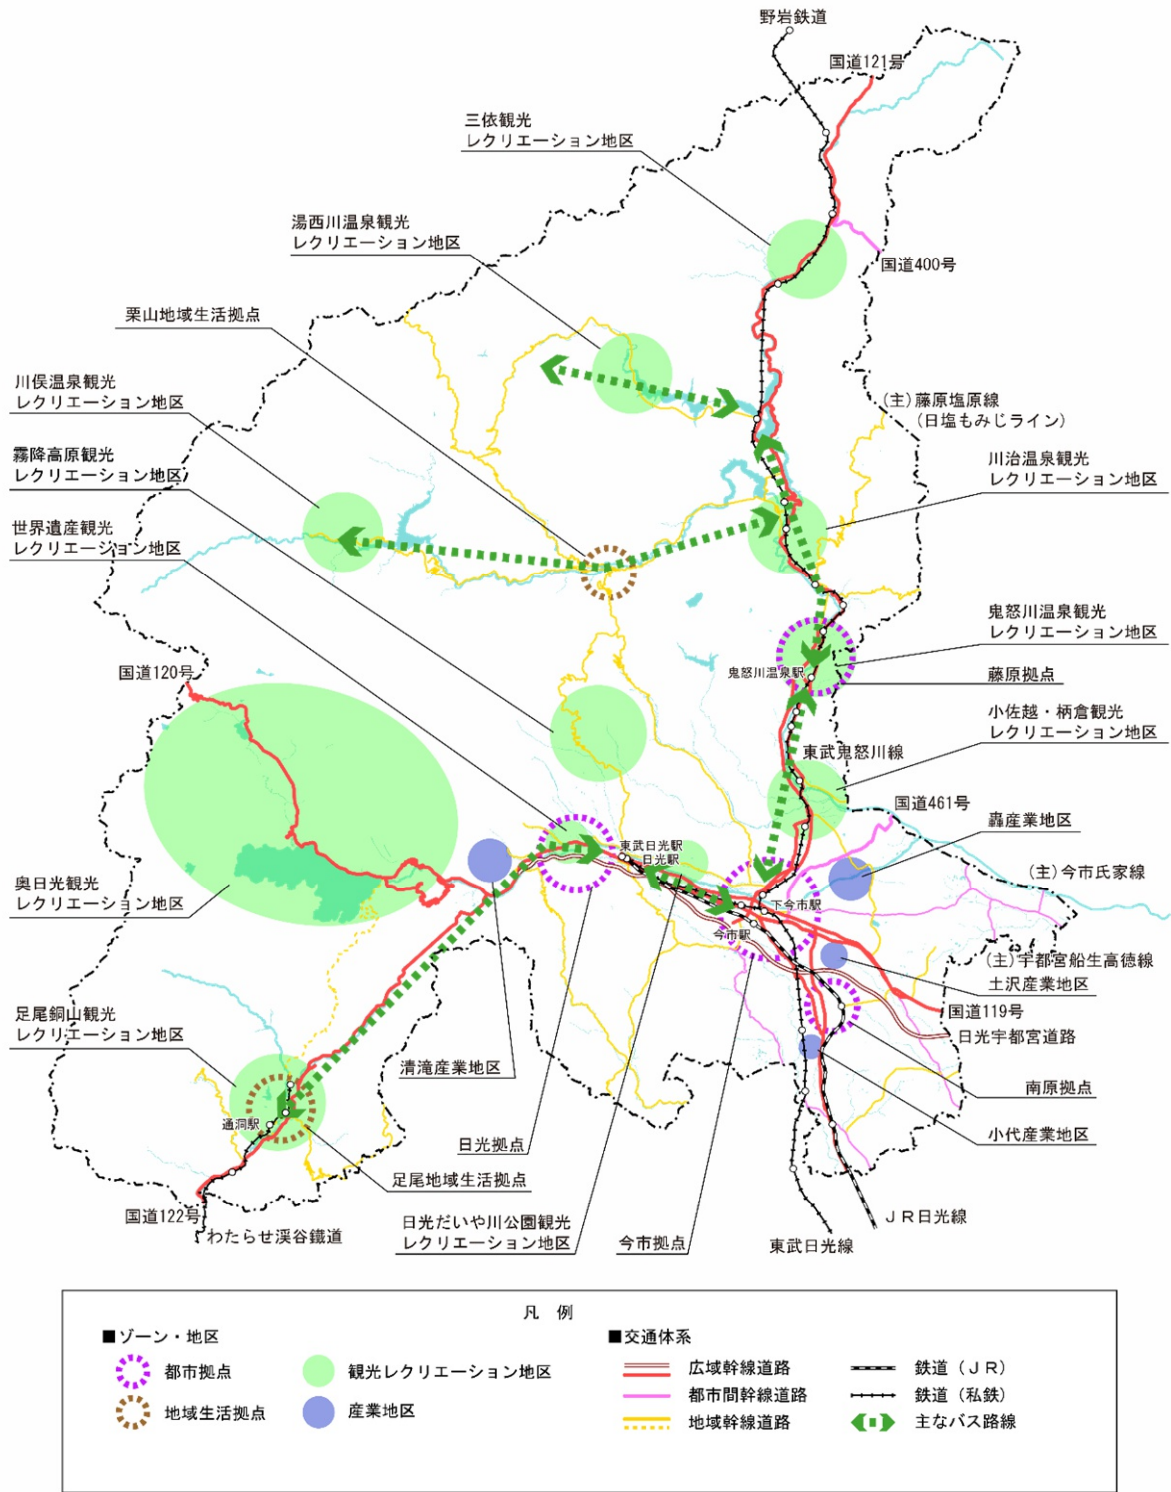 野岩鉄道
国道121号
三依観光
レクリエーション地区
湯西川温泉観光
レクリエーション地区
国道400号
栗山地域生活拠点
川俣温泉観光
レクリエーション地区
(主)藤原塩原線
(日塩もみじライン)
霧降高原観光
レクリエーション地区
川治温泉観光
レクリエーション地区
世界遺産観光
レクリエーション地区
鬼怒川温泉観光
レクリエーション地区
国道120号
鬼怒川温泉駅
藤原拠点
小佐越・柄倉観光
レクリエーション地区
東武鬼怒川線
国道461号
轟産業地区
東武日光駅
日光駅
(主)今市氏家線
奥日光観光
レクリエーション地区
下今市駅
今市駅
(主)宇都宮船生高徳線
土沢産業地区
国道119号
足尾銅山観光
レクリエーション地区
日光宇都宮道路
清滝産業地区
南原拠点
通洞駅
日光拠点
小代産業地区
足尾地域生活拠点
国道122号
わたらせ渓谷鐵道
日光だいや川公園観光
レクリエーション地区
今市拠点
東武日光線
JR日光線
凡 例
■ゾーン・地区
都市拠点
地域生活拠点
観光レクリエーション地区
産業地区
■交通体系
広域幹線道路
都市間幹線道路
地域幹線道路
鉄道(JR)
鉄道(私鉄)
主なバス路線